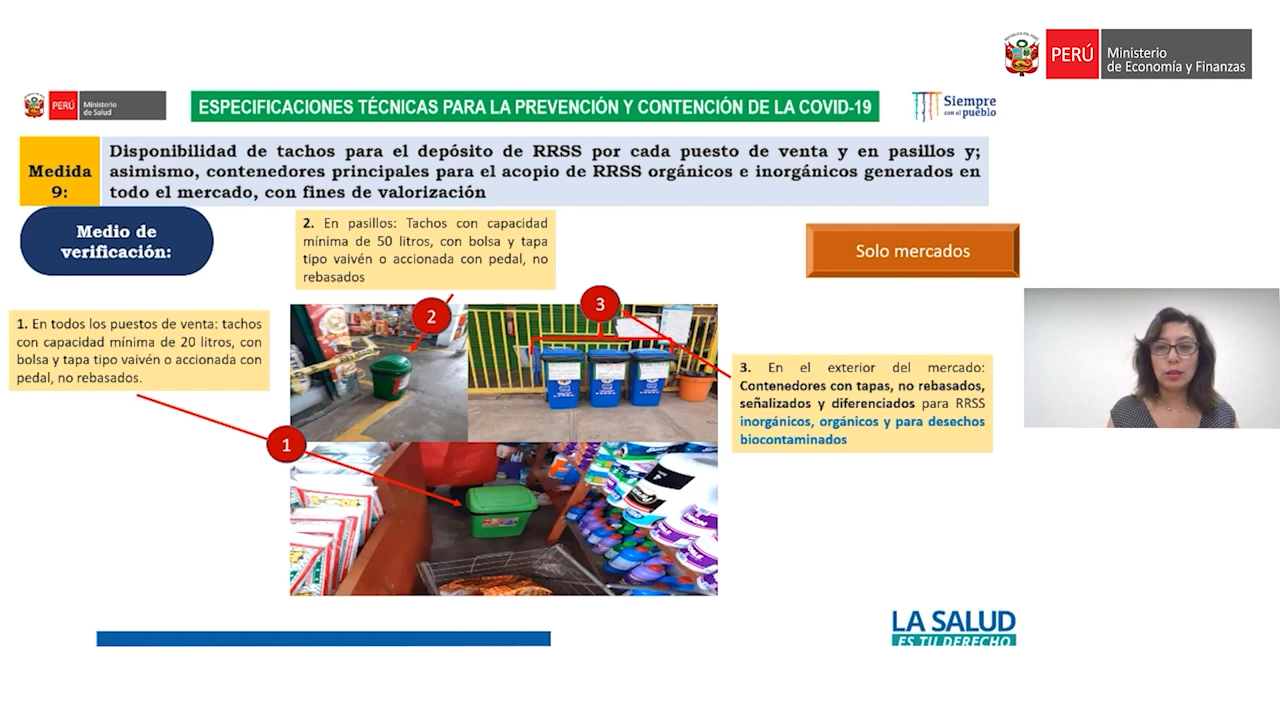 PERÚ
Ministerio
de Economía y Finanzas
PERÚ
Ministerio
de Salud
ESPECIFICACIONES TÉCNICAS PARA LA PREVENCIÓN Y CONTENCIÓN DE LA COVID-19
Siempre
con el pueblo
Medida
9:
Disponibilidad de tachos para el depósito de RRSS por cada puesto de venta y en pasillos y;
asimismo, contenedores principales para el acopio de RRSS orgánicos e inorgánicos generados en
todo el mercado, con fines de valorización
Medio de
verificación:
2. En pasillos: Tachos con capacidad
mínima de 50 litros, con bolsa y tapa
tipo vaivén o accionada con pedal, no
rebasados
Solo mercados
1. En todos los puestos de venta: tachos
con capacidad mínima de 20 litros, con
bolsa y tapa tipo vaivén o accionada con
pedal, no rebasados.
2
3
3. En el exterior del mercado:
Contenedores con tapas, no rebasados,
señalizados y diferenciados para RRSS
inorgánicos, orgánicos y para desechos
biocontaminados
1
LA SALUD
ES TU DERECHO